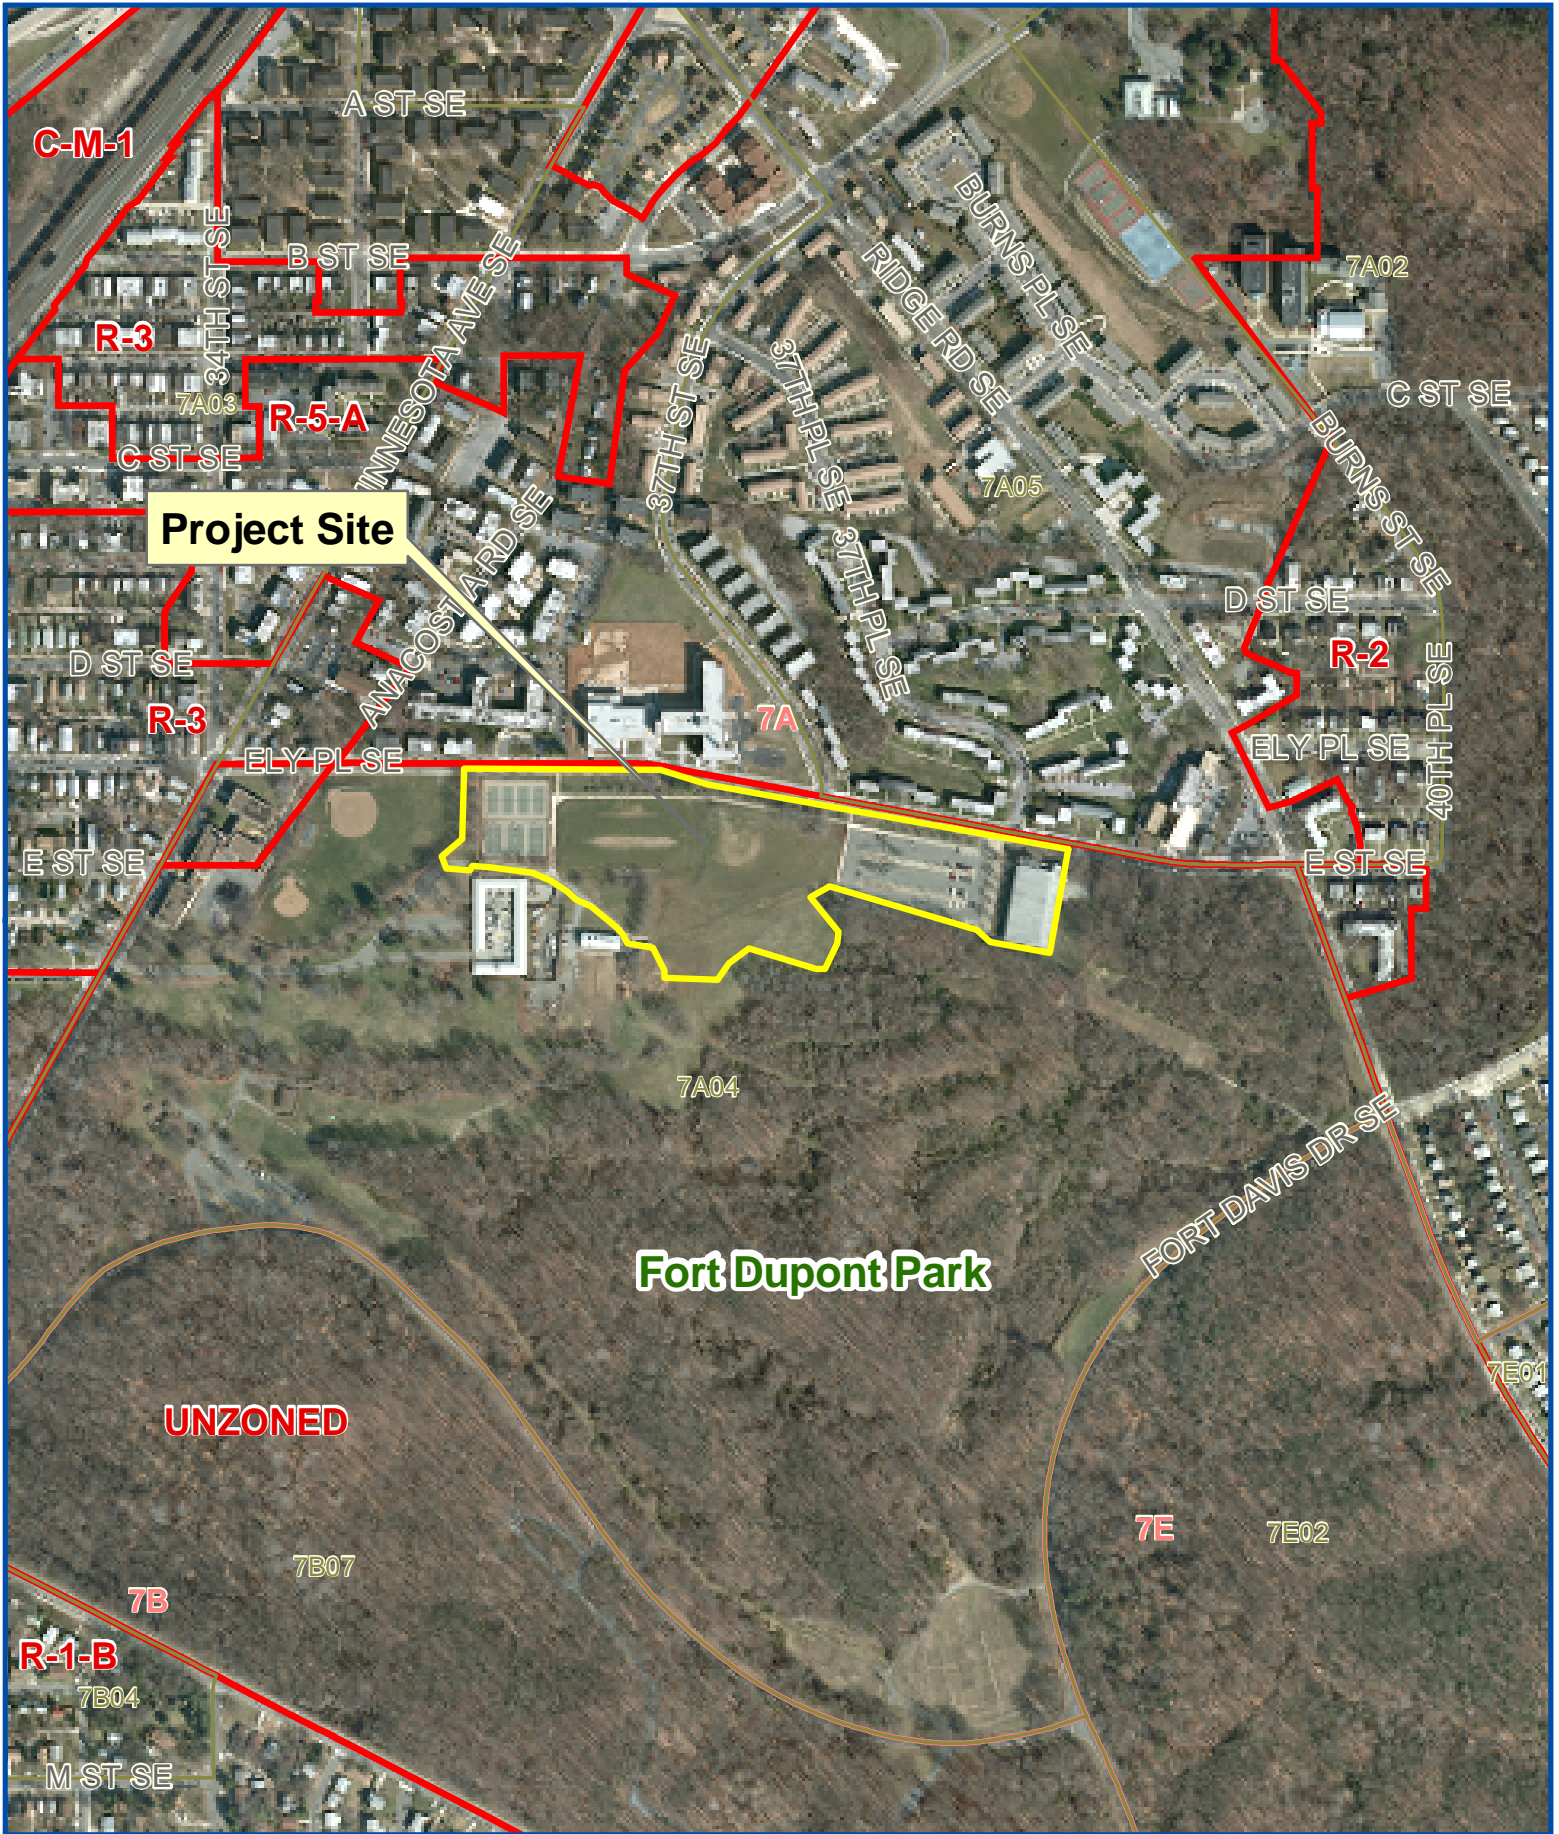 A ST SE
C-M-1
B ST SE
34TH ST SE
MINNESOTA AVE SE
BURNS PL SE
RIDGE RD SE
7A02
R-3
37TH ST SE
37TH PL SE
C ST SE
7A03
R-5-A
C ST SE
BURNS ST SE
7A05
Project Site
ANACOSTIA RD SE
37TH PL SE
D ST SE
D ST SE
R-2
R-3
7A
40TH PL SE
ELY PL SE
ELY PL SE
E ST SE
E ST SE
7A04
FORT DAVIS DR SE
Fort Dupont Park
7E01
UNZONED
7E
7E02
7B07
7B
R-1-B
7B04
M ST SE